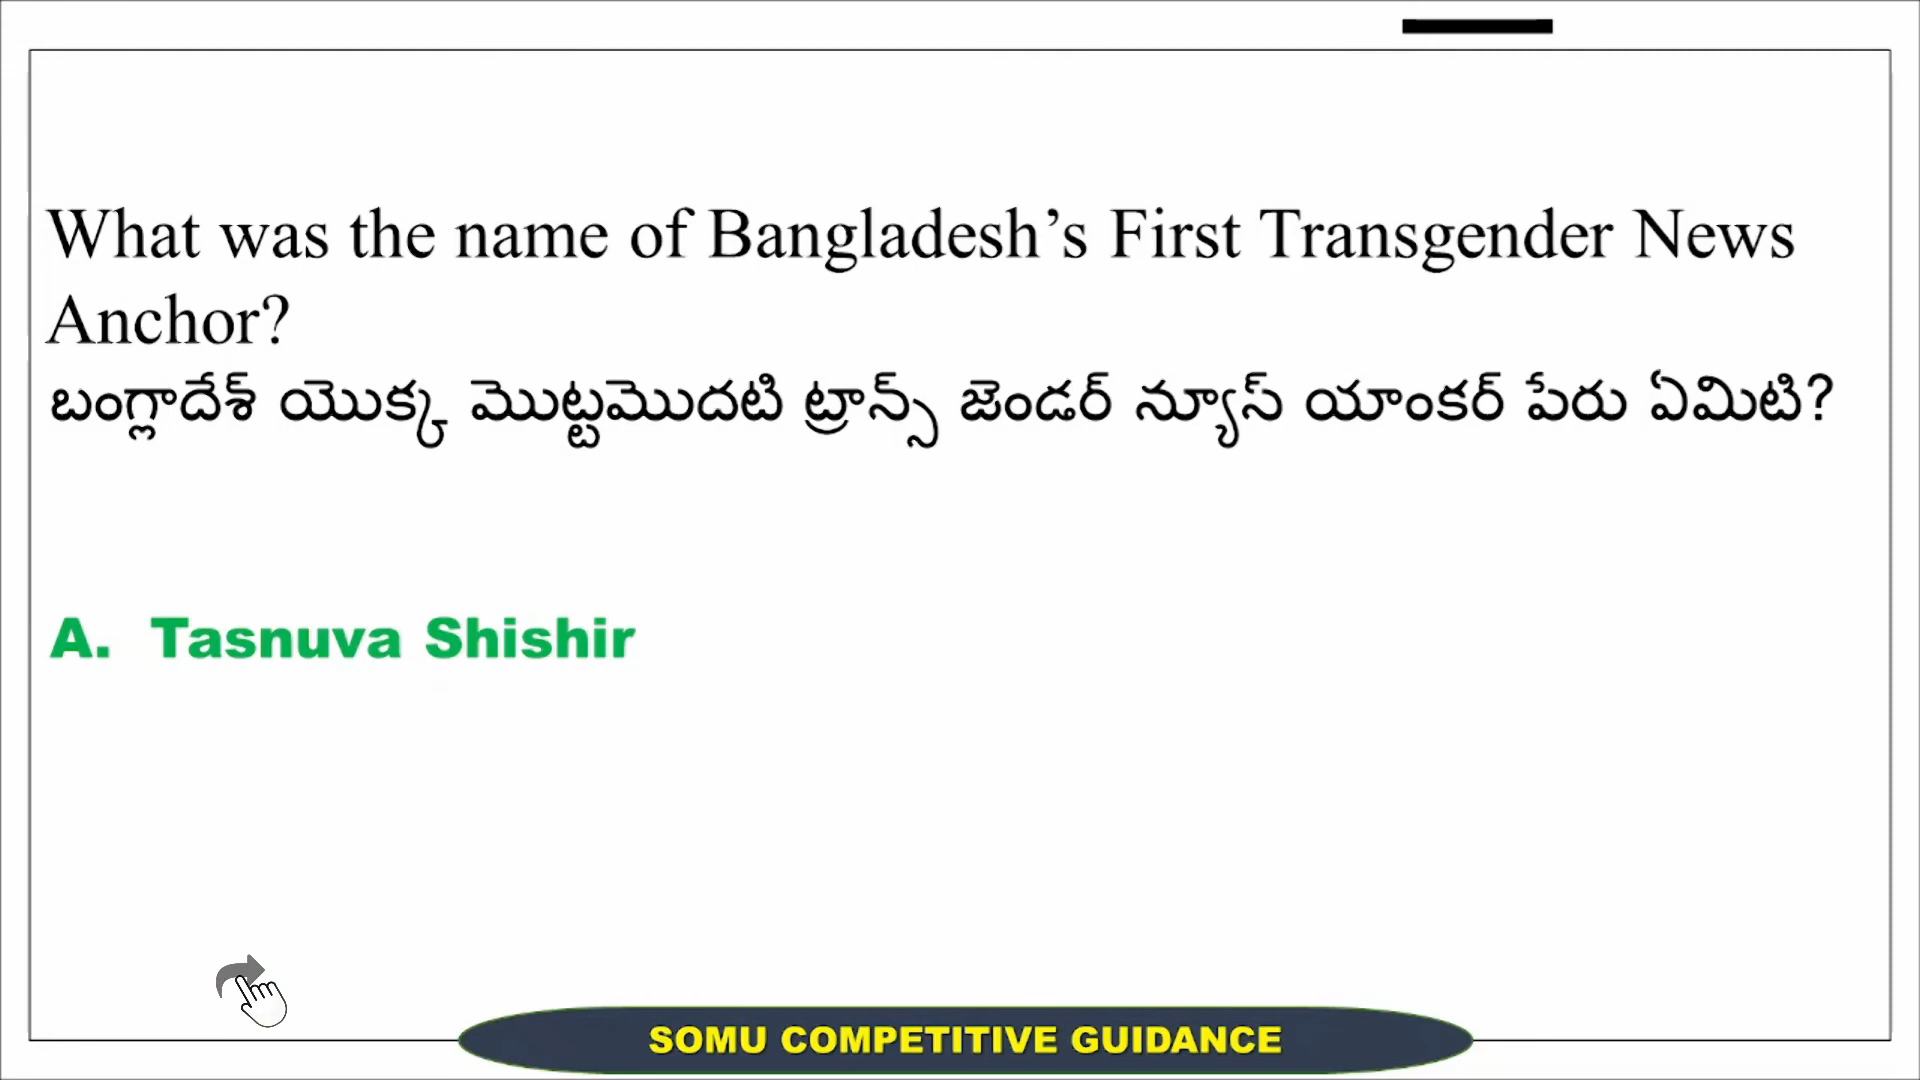 What was the name of Bangladesh’s First Transgender News
Anchor?
బంగ్లాదేశ్ యొక్క మొట్టమొదటి ట్రాన్స్ జెండర్ న్యూస్ యాంకర్ పేరు ఏమిటి?
A. Tasnuva Shishir
SOMU COMPETITIVE GUIDANCE